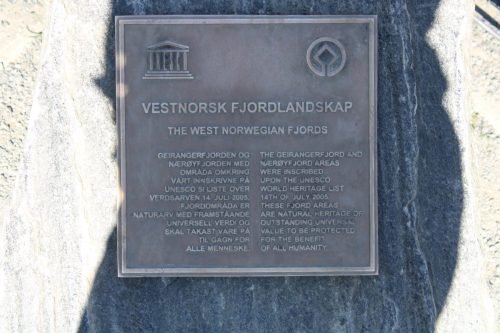 VESTNORSK FJORDLANDSKAP
THE WEST NORWEGIAN FJORDS
GEIRANGERFJORDEN OG
NÆRØYFJORDEN MED
OMRÅDA OMKRING
VART INNSKRIVNE PÅ
UNESCO SI LISTE OVER
VERDSARVEN 14. JULI 2005.
FJORDOMRÅDA ER
NATURARV MED FRAMSTÅANDE
UNIVERSELL VERDI OG
SKAL TAKAST VARE PÅ
TIL GAGN FOR
ALLE MENNESKE.
THE GEIRANGERFJORD AND
NÆRØYFJORD AREAS
WERE INSCRIBED
UPON THE UNESCO
WORLD HERITAGE LIST
14TH OF JULY, 2005.
THESE FJORD AREAS
ARE NATURAL HERITAGE OF
OUTSTANDING UNIVERSAL
VALUE TO BE PROTECTED
FOR THE BENEFIT
OF ALL HUMANITY.